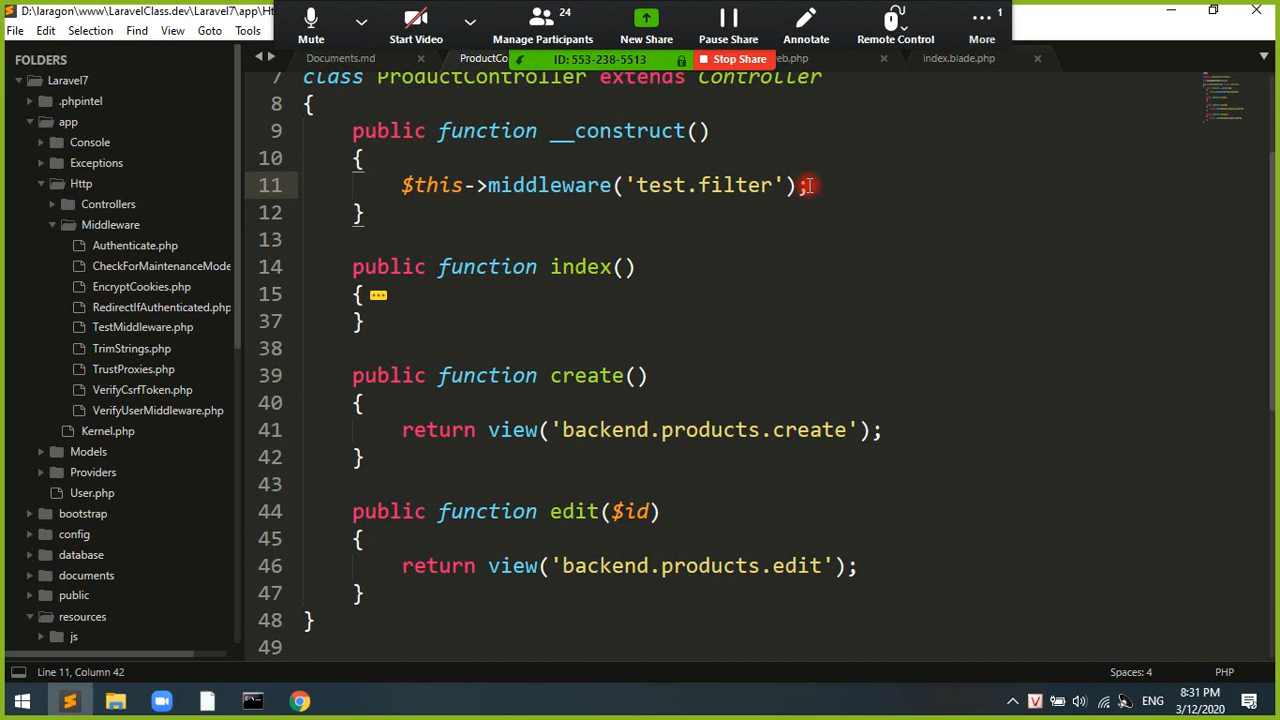 D:\laragon\www\LaravelClass.dev\Laravel7\app\Htt
File Edit Selection Find View Goto Tools
Mute
Start Video
24
Manage Participants
New Share
Pause Share
Annotate
Remote Control
More
1
ID: 553-238-5513
Stop Share
Documents.md
ProductCo
eb.php
index.blade.php
FOLDERS
Laravel7
.phpintel
app
Console
Exceptions
Http
Controllers
Middleware
Authenticate.php
CheckForMaintenanceMode
EncryptCookies.php
RedirectIfAuthenticated.php
TestMiddleware.php
TrimStrings.php
TrustProxies.php
VerifyCsrfToken.php
VerifyUserMiddleware.php
Kernel.php
Models
Providers
User.php
bootstrap
config
database
documents
public
resources
js
7 class ProductController extends Controller
8 {
9 public function __construct()
10 {
11 $this->middleware('test.filter');
12 }
13
14 public function index()
15 {
37 }
38
39 public function create()
40 {
41 return view('backend.products.create');
42 }
43
44 public function edit($id)
45 {
46 return view('backend.products.edit');
47 }
48 }
49
Line 11, Column 42
Spaces: 4
PHP
V
ENG
8:31 PM
3/12/2020